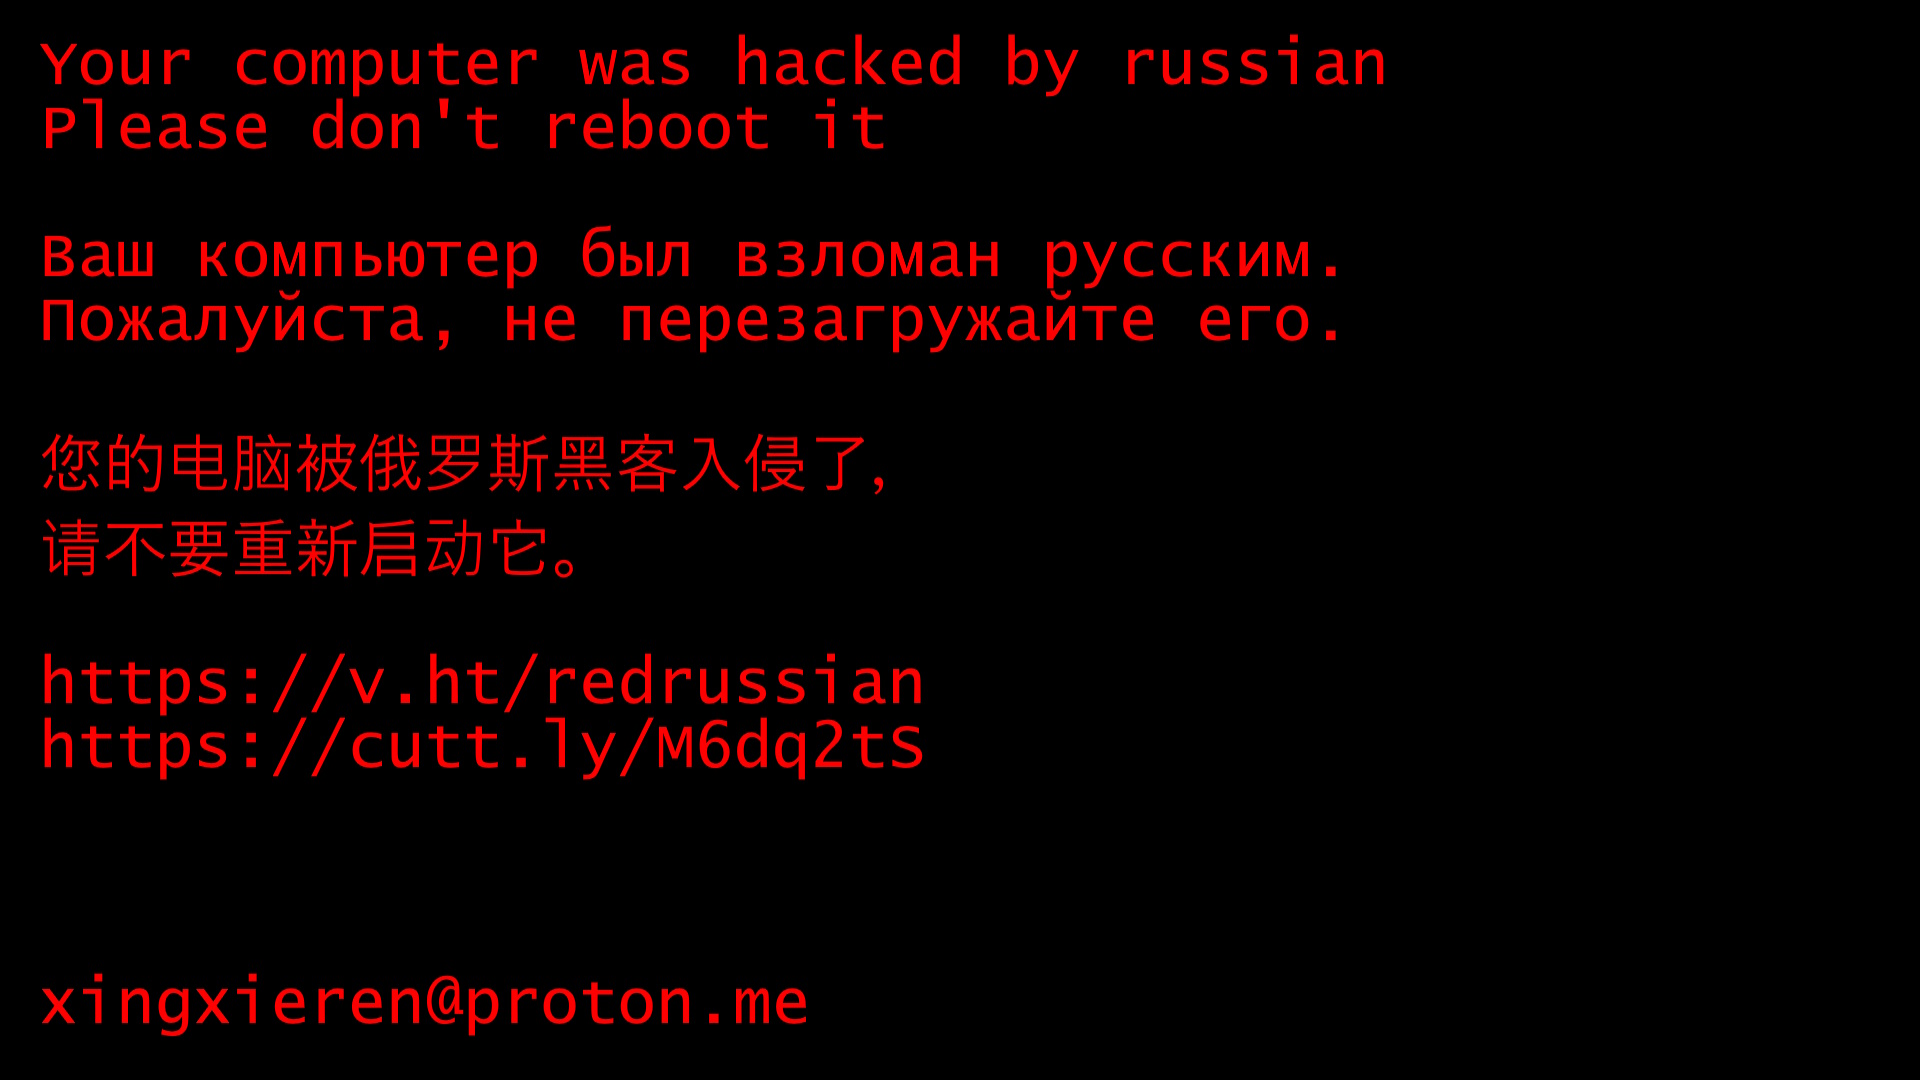 Your computer was hacked by russian
Please don't reboot it
Ваш компьютер был взломан русским.
Пожалуйста, не перезагружайте его.
您的电脑被俄罗斯黑客入侵了，
请不要重新启动它。
https://v.ht/redrussian
https://cutt.ly/M6dq2tS
xingxieren@proton.me